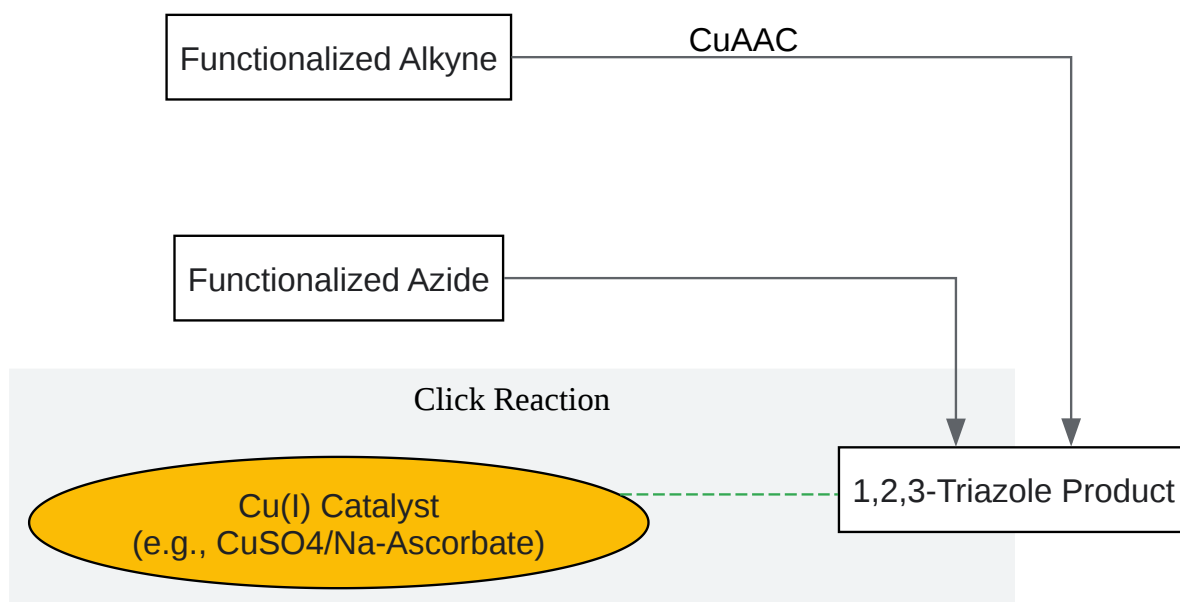 Functionalized Alkyne
CuAAC
Functionalized Azide
Click Reaction
Cu(I) Catalyst
(e.g., CuSO4/Na-Ascorbate)
1,2,3-Triazole Product